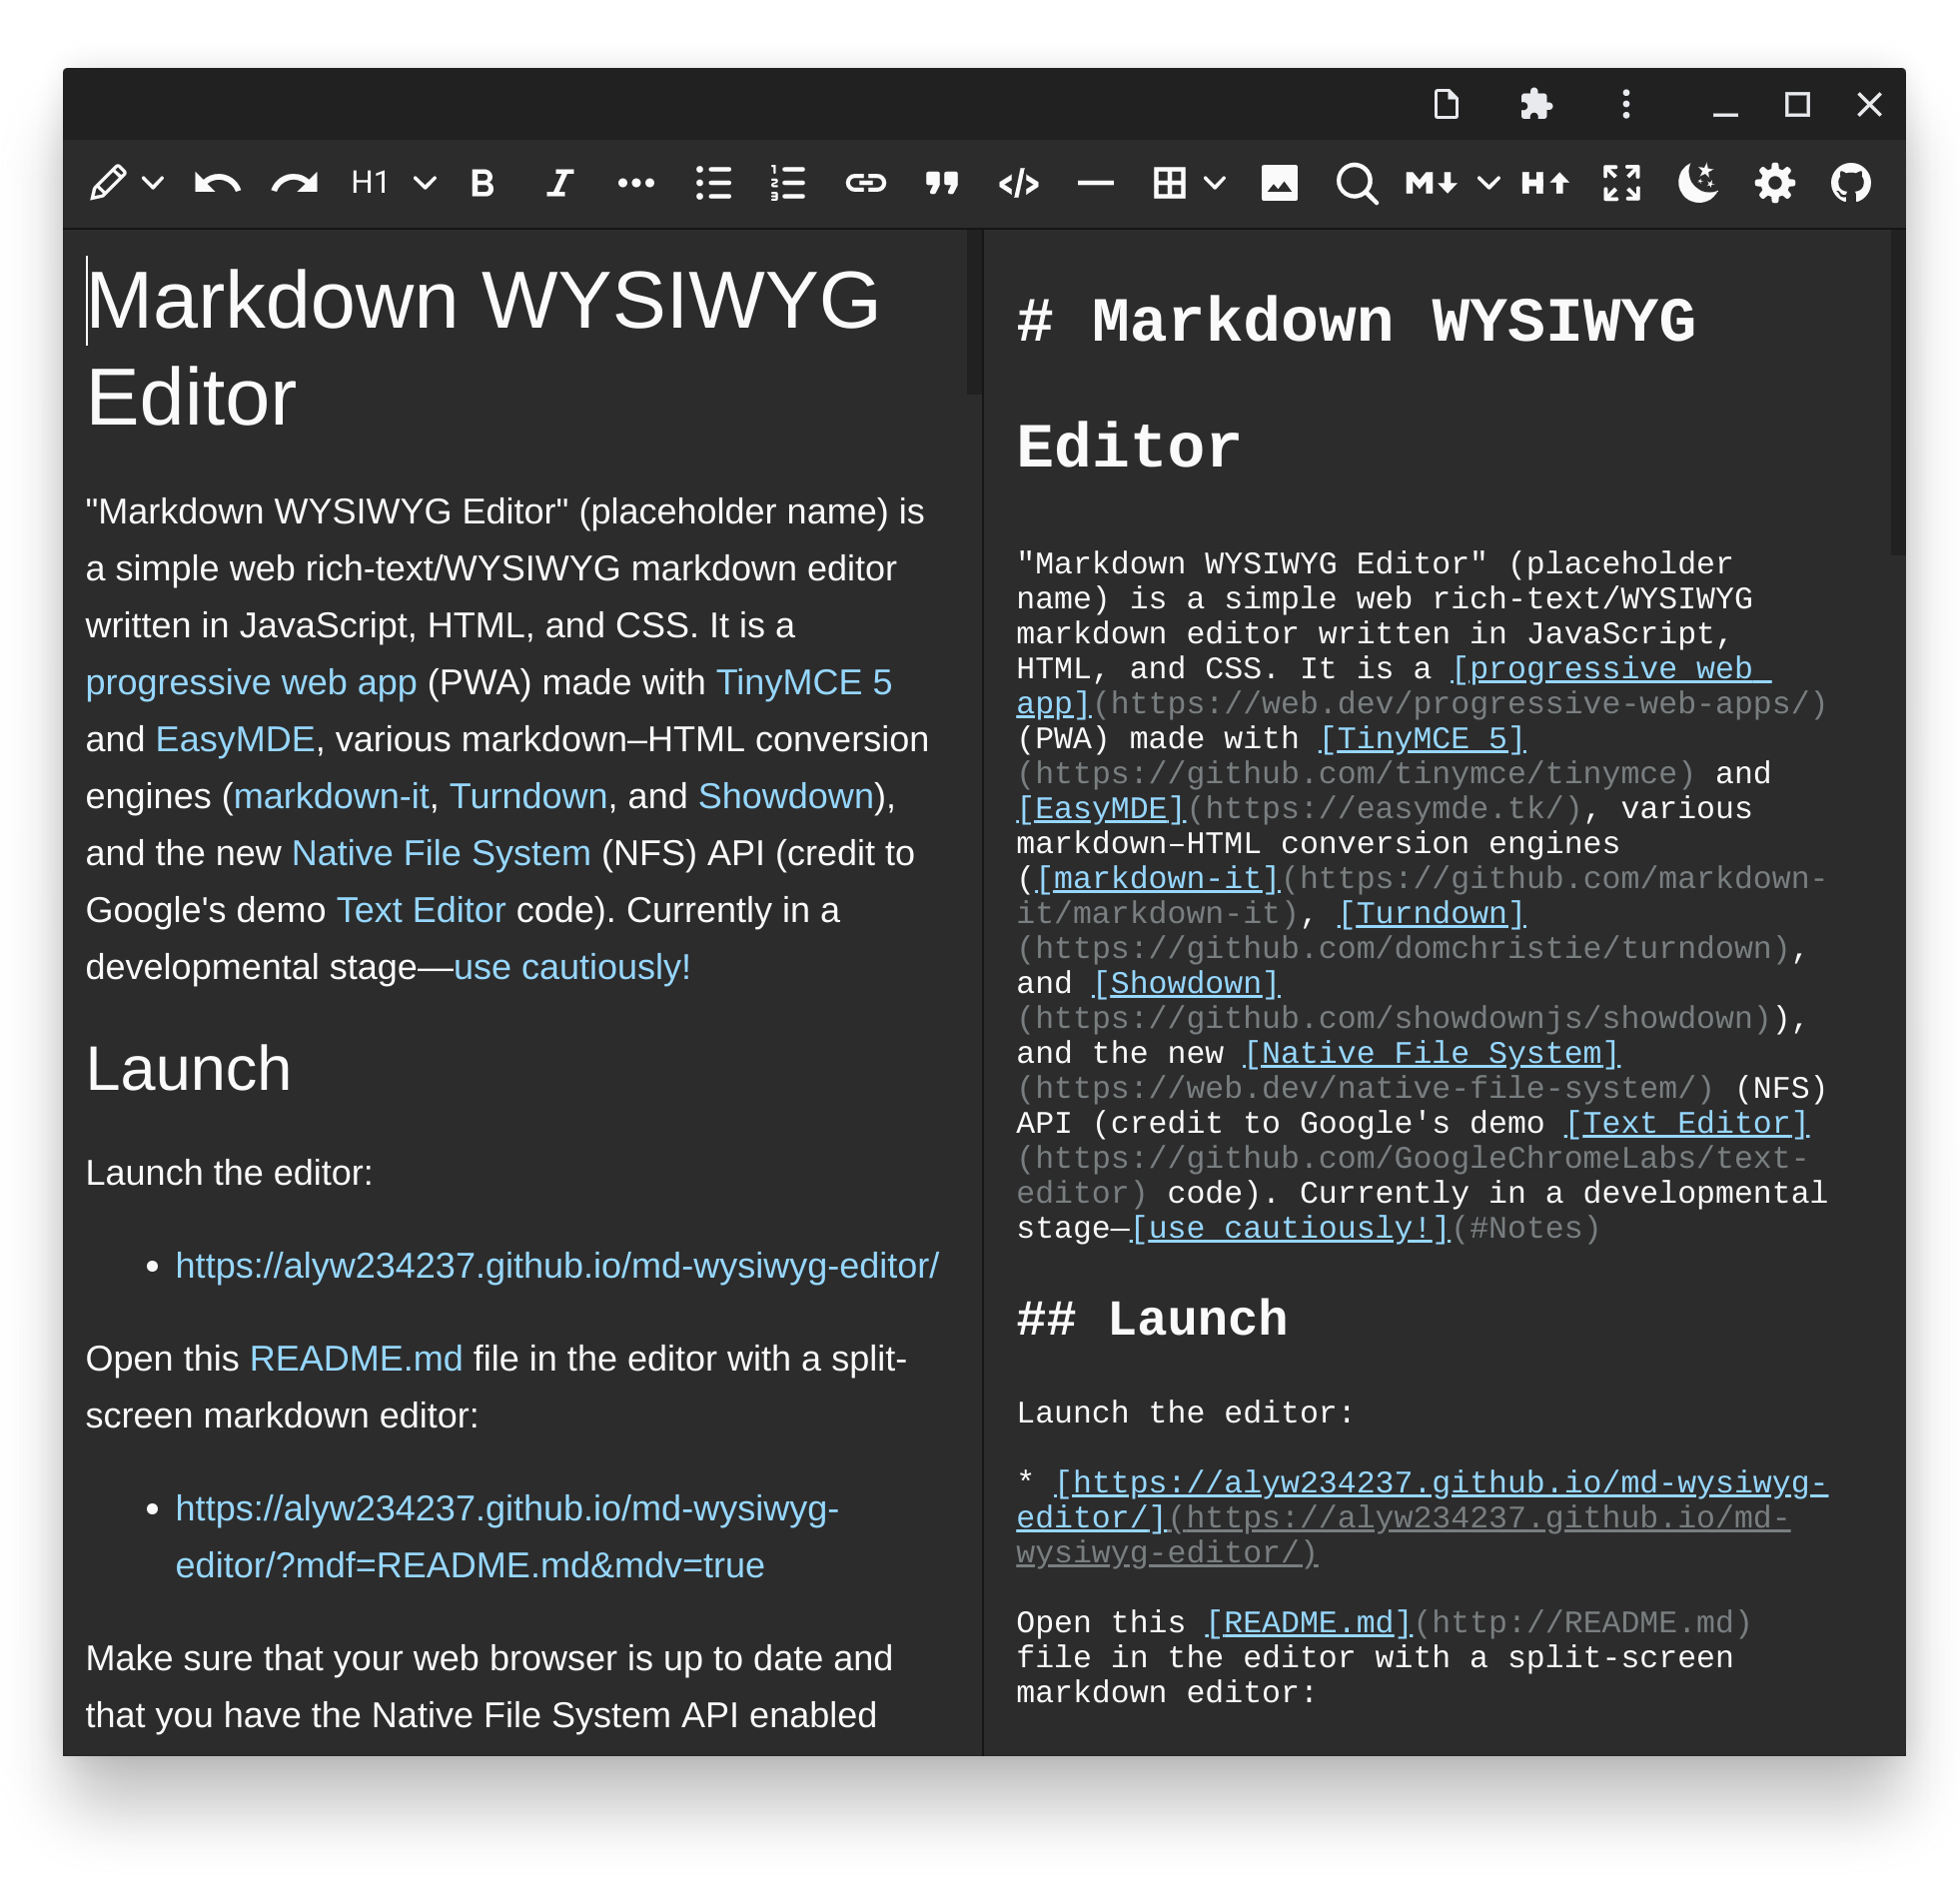 H1
Markdown WYSIWYG
Editor
"Markdown WYSIWYG Editor" (placeholder name) is
a simple web rich-text/WYSIWYG markdown editor
written in JavaScript, HTML, and CSS. It is a
progressive web app (PWA) made with TinyMCE 5
and EasyMDE, various markdown–HTML conversion
engines (markdown-it, Turndown, and Showdown),
and the new Native File System (NFS) API (credit to
Google's demo Text Editor code). Currently in a
developmental stage—use cautiously!
Launch
Launch the editor:
• https://alyw234237.github.io/md-wysiwyg-editor/
Open this README.md file in the editor with a split-
screen markdown editor:
• https://alyw234237.github.io/md-wysiwyg-
editor/?mdf=README.md&mdv=true
Make sure that your web browser is up to date and
that you have the Native File System API enabled
# Markdown WYSIWYG
Editor
"Markdown WYSIWYG Editor" (placeholder
name) is a simple web rich-text/WYSIWYG
markdown editor written in JavaScript,
HTML, and CSS. It is a [progressive web
app](https://web.dev/progressive-web-apps/)
(PWA) made with [TinyMCE 5]
(https://github.com/tinymce/tinymce) and
[EasyMDE](https://easymde.tk/), various
markdown–HTML conversion engines
([markdown-it](https://github.com/markdown-
it/markdown-it), [Turndown]
(https://github.com/domchristie/turndown),
and [Showdown]
(https://github.com/showdownjs/showdown)),
and the new [Native File System]
(https://web.dev/native-file-system/) (NFS)
API (credit to Google's demo [Text Editor]
(https://github.com/GoogleChromeLabs/text-
editor) code). Currently in a developmental
stage—[use cautiously!](#Notes)
## Launch
Launch the editor:
* [https://alyw234237.github.io/md-wysiwyg-
editor/](https://alyw234237.github.io/md-
wysiwyg-editor/)
Open this [README.md](http://README.md)
file in the editor with a split-screen
markdown editor: